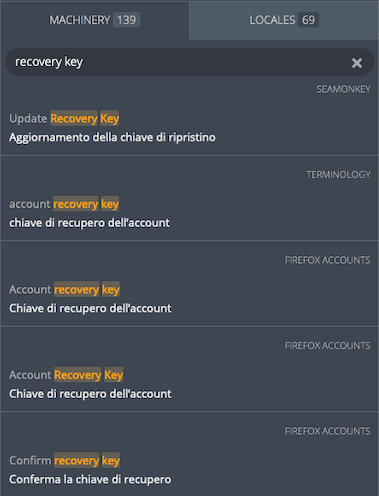 MACHINERY 139 LOCALES 69
recovery key
SEAMONKEY
Update Recovery Key
Aggiornamento della chiave di ripristino
TERMINOLOGY
account recovery key
chiave di recupero dell’account
FIREFOX ACCOUNTS
Account recovery key
Chiave di recupero dell’account
FIREFOX ACCOUNTS
Account Recovery Key
Chiave di recupero dell’account
FIREFOX ACCOUNTS
Confirm recovery key
Conferma la chiave di recupero